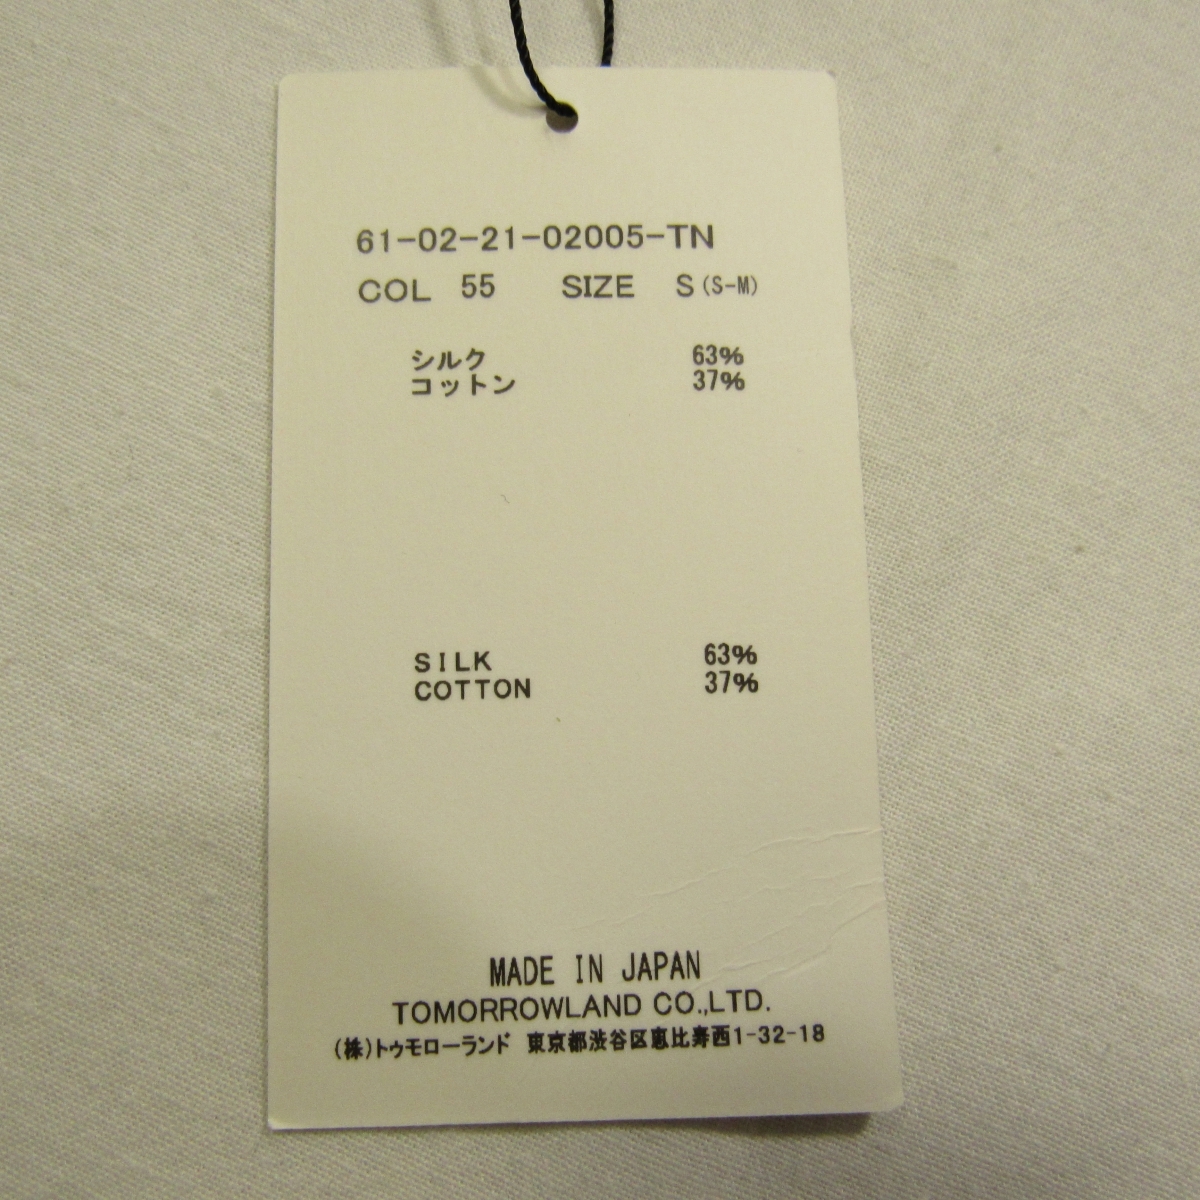 61-02-21-02005-TN
COL 55 SIZE S (S-M)
シルク 63%
コットン 37%
SILK 63%
COTTON 37%
MADE IN JAPAN
TOMORROWLAND CO.,LTD.
(株)トゥモローランド 東京都渋谷区恵比寿西1-32-18